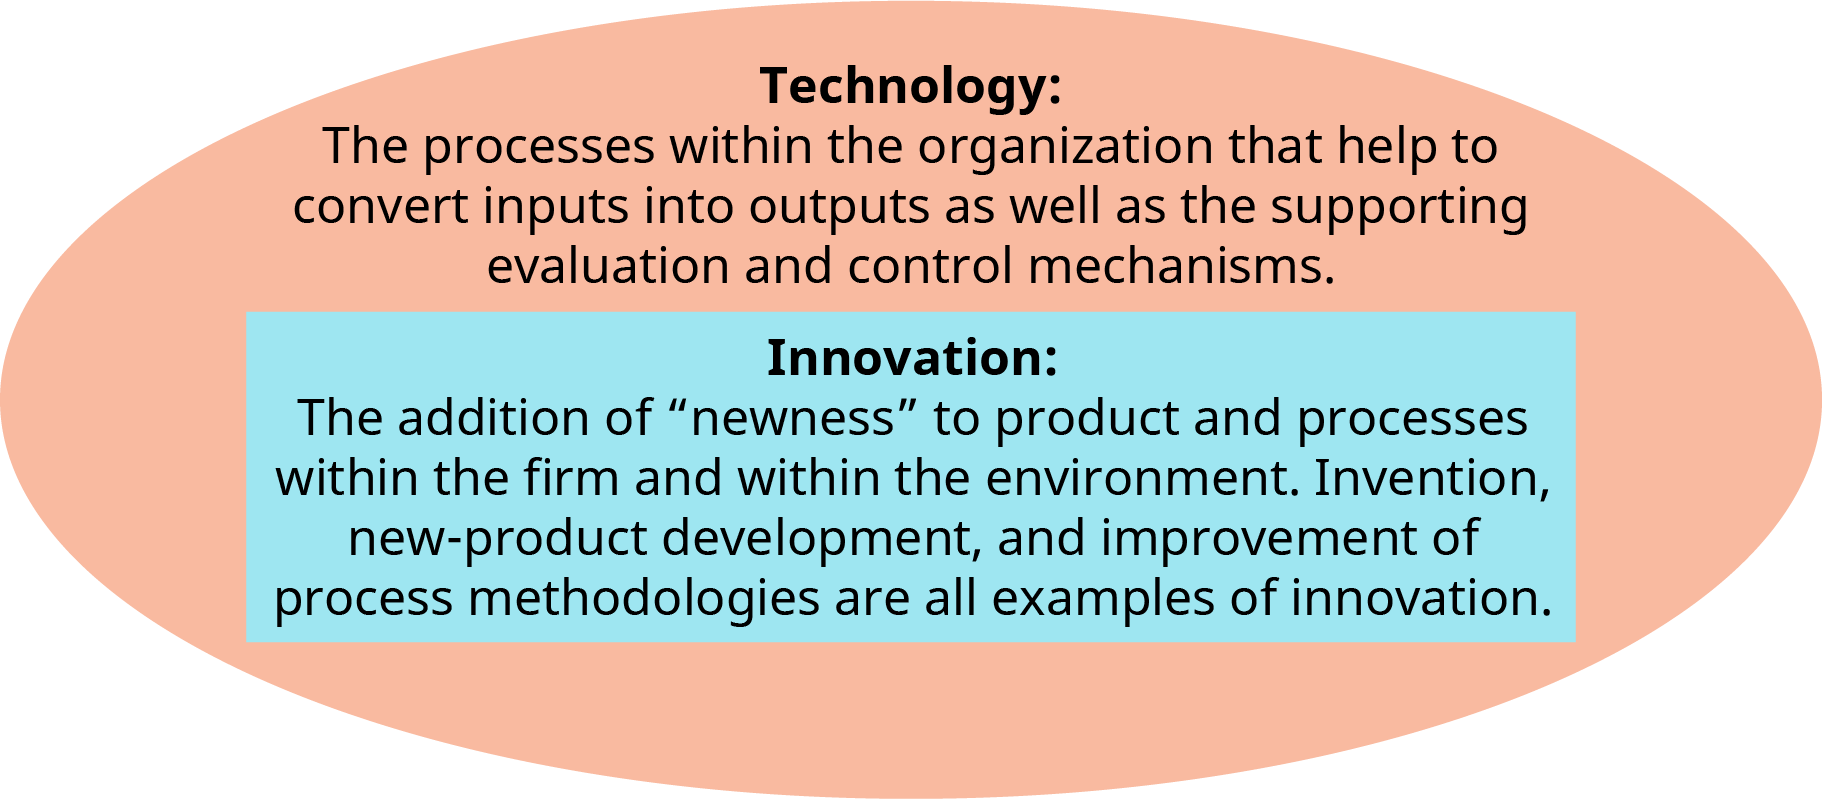 Technology:
The processes within the organization that help to
convert inputs into outputs as well as the supporting
evaluation and control mechanisms.
Innovation:
The addition of “newness” to product and processes
within the firm and within the environment. Invention,
new-product development, and improvement of
process methodologies are all examples of innovation.